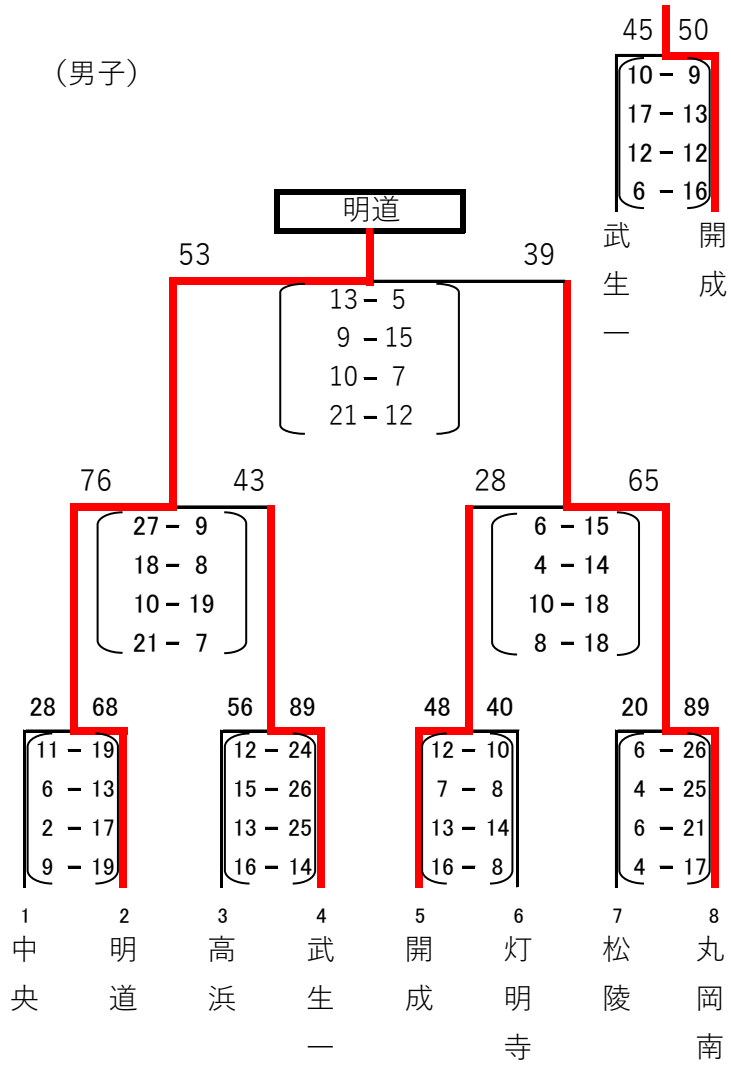 45 50
（男子）
10 － 9
17 － 13
12 － 12
6 － 16
武生一 開成
明道
53 39
13 － 5
9 － 15
10 － 7
21 － 12
76 43 28 65
27 － 9 6 － 15
18 － 8 4 － 14
10 － 19 10 － 18
21 － 7 8 － 18
28 68 56 89 48 40 20 89
11 － 19 12 － 24 12 － 10 6 － 26
6 － 13 15 － 26 7 － 8 4 － 25
2 － 17 13 － 25 13 － 14 6 － 21
9 － 19 16 － 14 16 － 8 4 － 17
1 2 3 4 5 6 7 8
中央 明道 高浜 武生一 開成 灯明寺 松陵 丸岡南